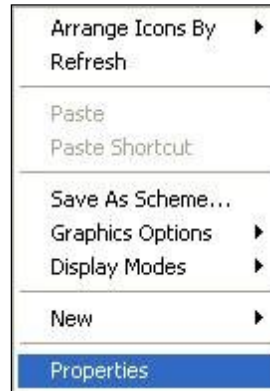 Arrange Icons By
Refresh
Paste
Paste Shortcut
Save As Scheme...
Graphics Options
Display Modes
New
Properties